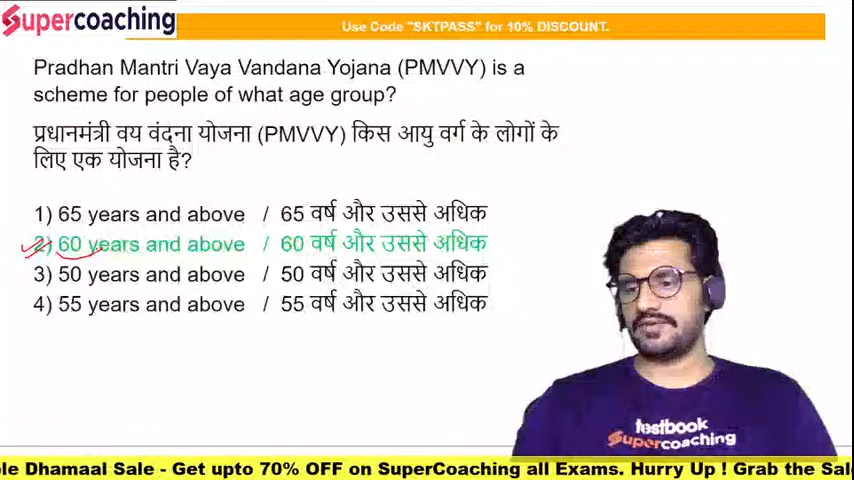 Supercoaching
Use Code "SKTPASS" for 10% DISCOUNT.
Pradhan Mantri Vaya Vandana Yojana (PMVVY) is a
scheme for people of what age group?
प्रधानमंत्री वय वंदना योजना (PMVVY) किस आयु वर्ग के लोगों के
लिए एक योजना है?
1) 65 years and above / 65 वर्ष और उससे अधिक
2) 60 years and above / 60 वर्ष और उससे अधिक
3) 50 years and above / 50 वर्ष और उससे अधिक
4) 55 years and above / 55 वर्ष और उससे अधिक
testbook
Supercoaching
ple Dhamaal Sale - Get upto 70% OFF on SuperCoaching all Exams. Hurry Up ! Grab the Sale